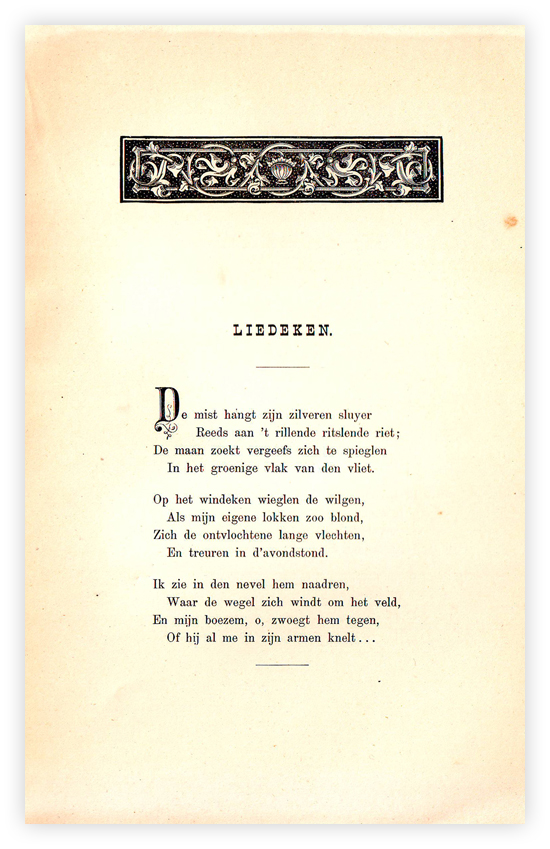 LIEDEKEN.
De mist hangt zijn zilveren sluyer
Reeds aan 't rillende ritslende riet;
De maan zoekt vergeefs zich te spieglen
In het groenige vlak van den vliet.
Op het windeken wieglen de wilgen,
Als mijn eigene lokken zoo blond,
Zich de ontvlochtene lange vlechten,
En treuren in d'avondstond.
Ik zie in den nevel hem naadren,
Waar de wegel zich windt om het veld,
En mijn boezem, o, zwoegt hem tegen,
Of hij al me in zijn armen knelt...